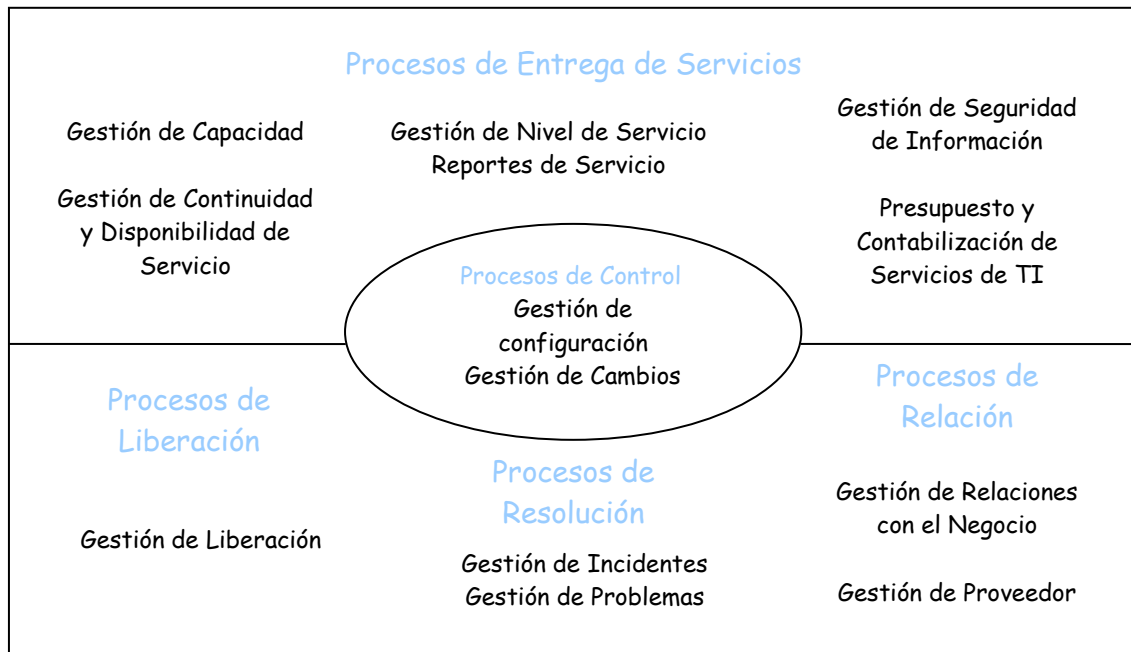 Procesos de Entrega de Servicios
Gestión de Capacidad
Gestión de Continuidad
y Disponibilidad de
Servicio
Gestión de Nivel de Servicio
Reportes de Servicio
Gestión de Seguridad
de Información
Presupuesto y
Contabilización de
Servicios de TI
Procesos de Control
Gestión de
configuración
Gestión de Cambios
Procesos de
Liberación
Gestión de Liberación
Procesos de
Resolución
Gestión de Incidentes
Gestión de Problemas
Procesos de
Relación
Gestión de Relaciones
con el Negocio
Gestión de Proveedor